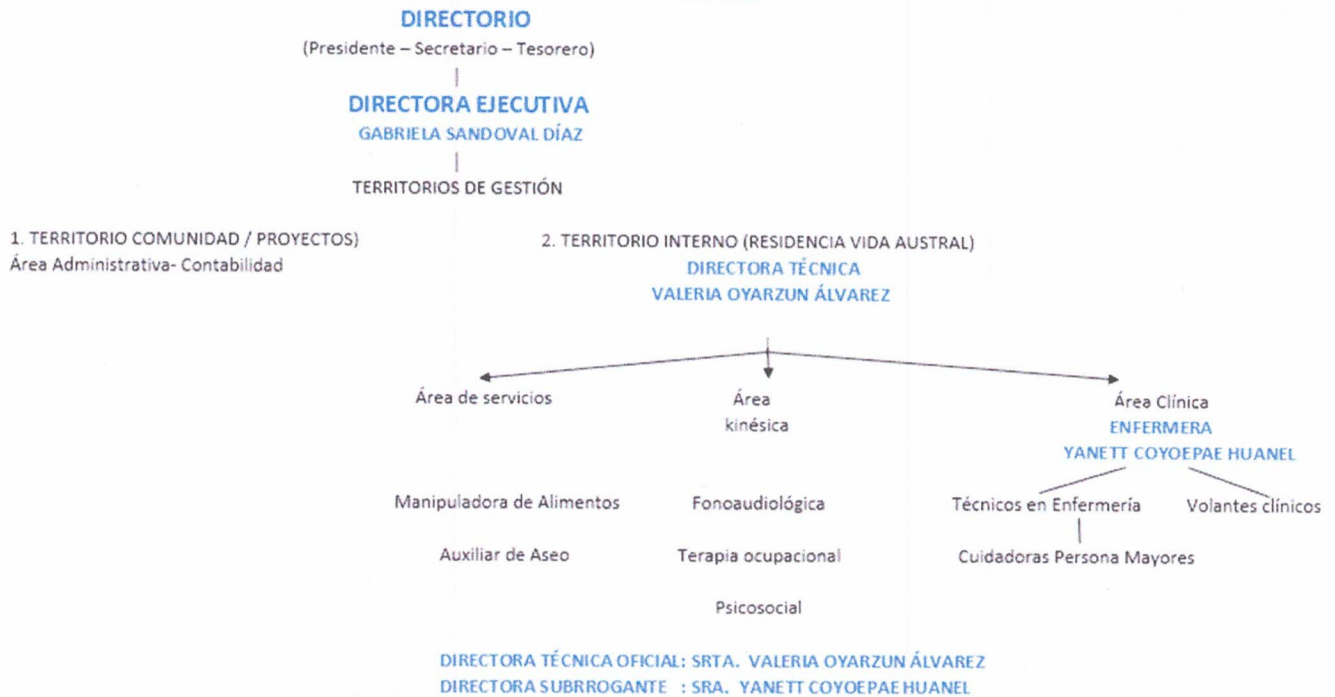 DIRECTORIO
(Presidente – Secretario – Tesorero)
DIRECTORA EJECUTIVA
GABRIELA SANDOVAL DÍAZ
TERRITORIOS DE GESTIÓN
1. TERRITORIO COMUNIDAD / PROYECTOS)
Área Administrativa- Contabilidad
2. TERRITORIO INTERNO (RESIDENCIA VIDA AUSTRAL)
DIRECTORA TÉCNICA
VALERIA OYARZUN ÁLVAREZ
Área de servicios
Manipuladora de Alimentos
Auxiliar de Aseo
Área
kinésica
Fonoaudiológica
Terapia ocupacional
Psicosocial
Área Clínica
ENFERMERA
YANETT COYOEPAE HUANEL
Técnicos en Enfermería
Volantes clínicos
Cuidadoras Persona Mayores
DIRECTORA TÉCNICA OFICIAL: SRTA. VALERIA OYARZUN ÁLVAREZ
DIRECTORA SUBRROGANTE : SRA. YANETT COYOEPAE HUANEL